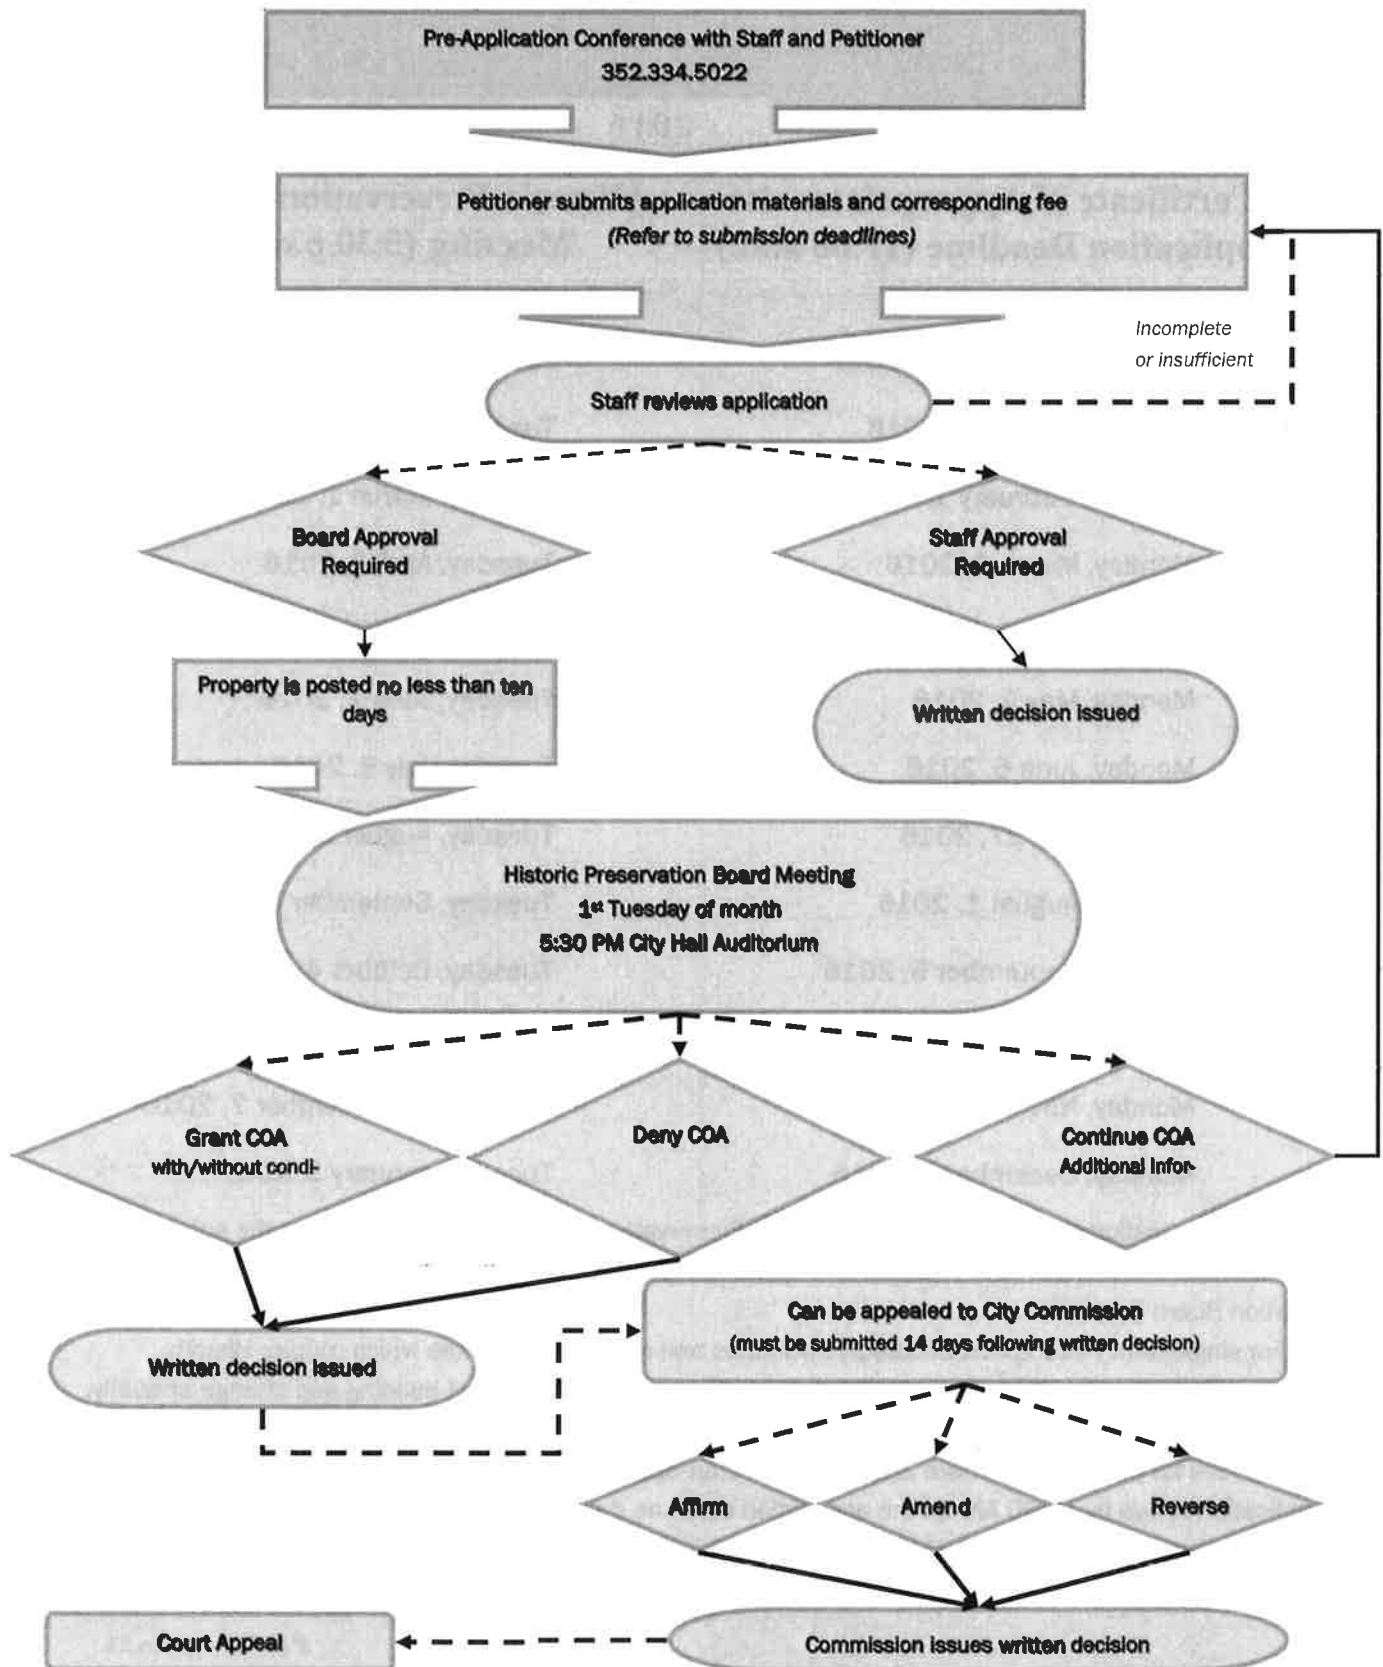 Pre-Application Conference with Staff and Petitioner
352.334.5022
Petitioner submits application materials and corresponding fee
(Refer to submission deadlines)
Incomplete
or insufficient
Staff reviews application
Board Approval
Required
Staff Approval
Required
Property is posted no less than ten
days
Written decision issued
Historic Preservation Board Meeting
1st Tuesday of month
5:30 PM City Hall Auditorium
Grant COA
with/without condi-
Deny COA
Continue COA
Additional Infor-
Can be appealed to City Commission
(must be submitted 14 days following written decision)
Written decision issued
Affirm
Amend
Reverse
Court Appeal
Commission issues written decision